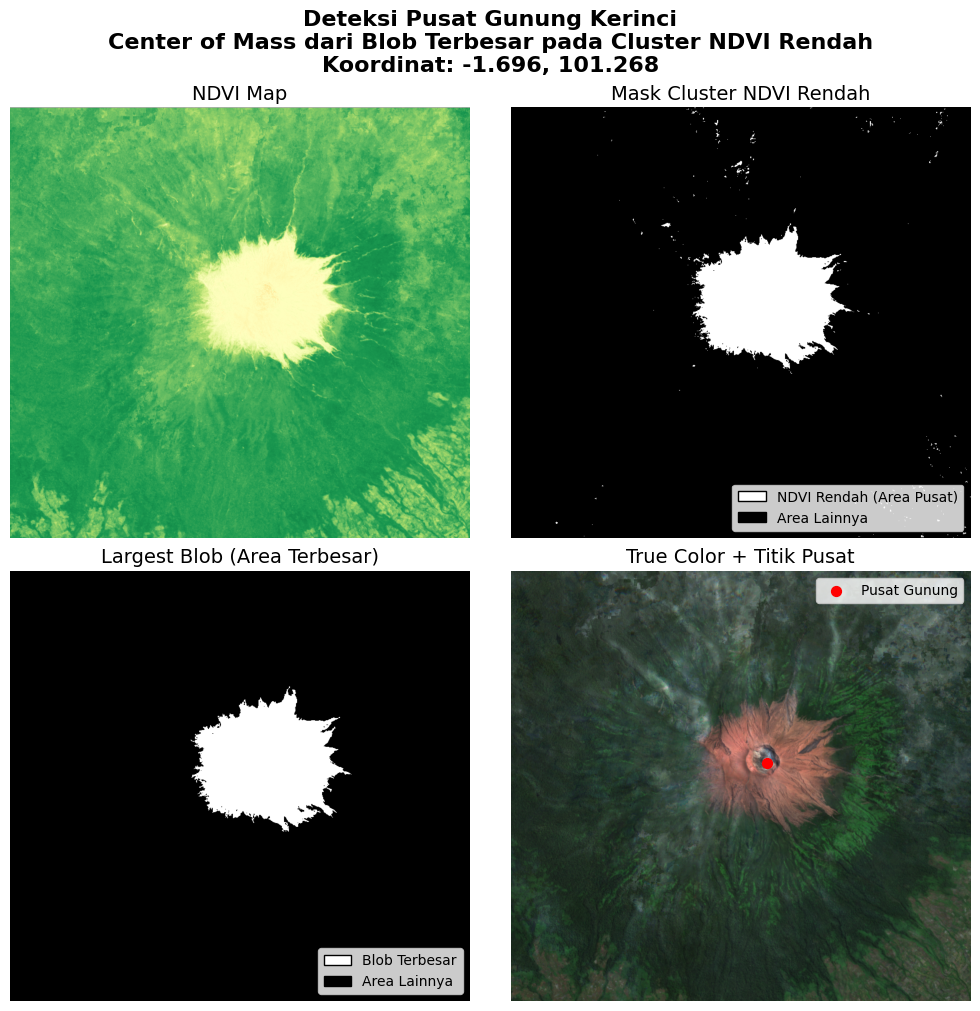 Deteksi Pusat Gunung Kerinci
Center of Mass dari Blob Terbesar pada Cluster NDVI Rendah
Koordinat: -1.696, 101.268
NDVI Map
Mask Cluster NDVI Rendah
NDVI Rendah (Area Pusat)
Area Lainnya
Largest Blob (Area Terbesar)
True Color + Titik Pusat
Blob Terbesar
Area Lainnya
Pusat Gunung